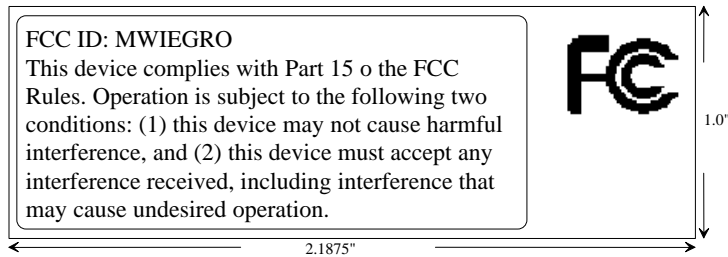 FCC ID: MWIEGRO
This device complies with Part 15 o the FCC
Rules. Operation is subject to the following two
conditions: (1) this device may not cause harmful
interference, and (2) this device must accept any
interference received, including interference that
may cause undesired operation.
FCC
1.0"
2.1875"